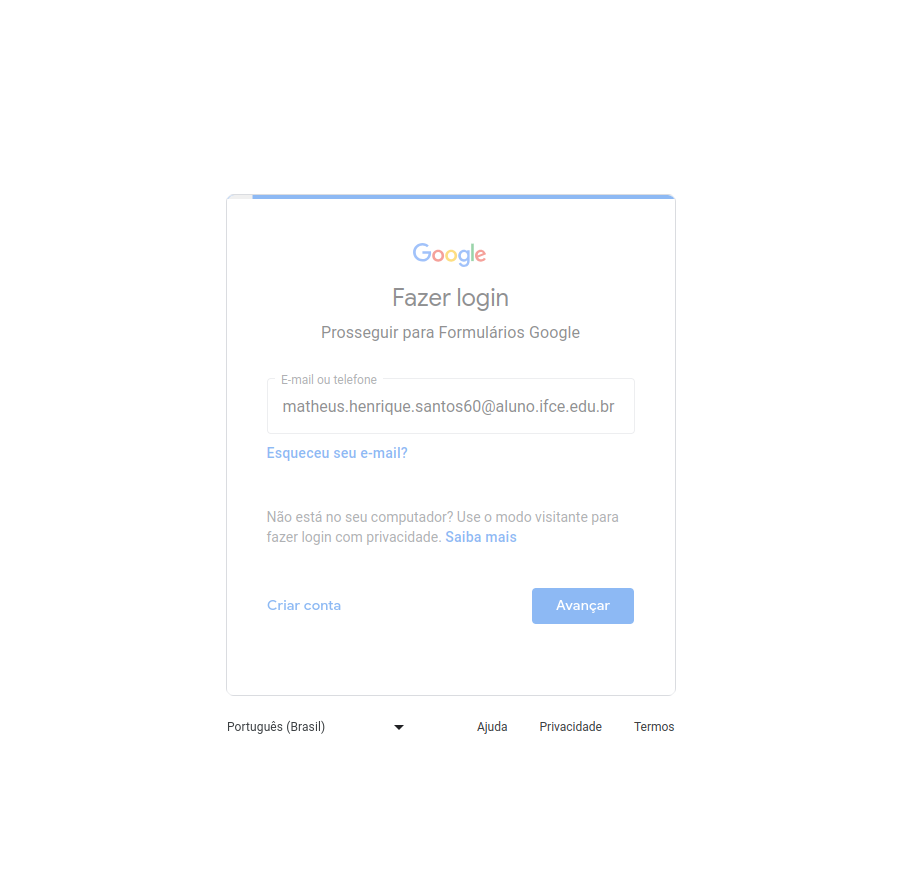 Google
Fazer login
Prosseguir para Formulários Google
E-mail ou telefone
matheus.henrique.santos60@aluno.ifce.edu.br
Esqueceu seu e-mail?
Não está no seu computador? Use o modo visitante para
fazer login com privacidade. Saiba mais
Criar conta
Avançar
Português (Brasil)
Ajuda
Privacidade
Termos